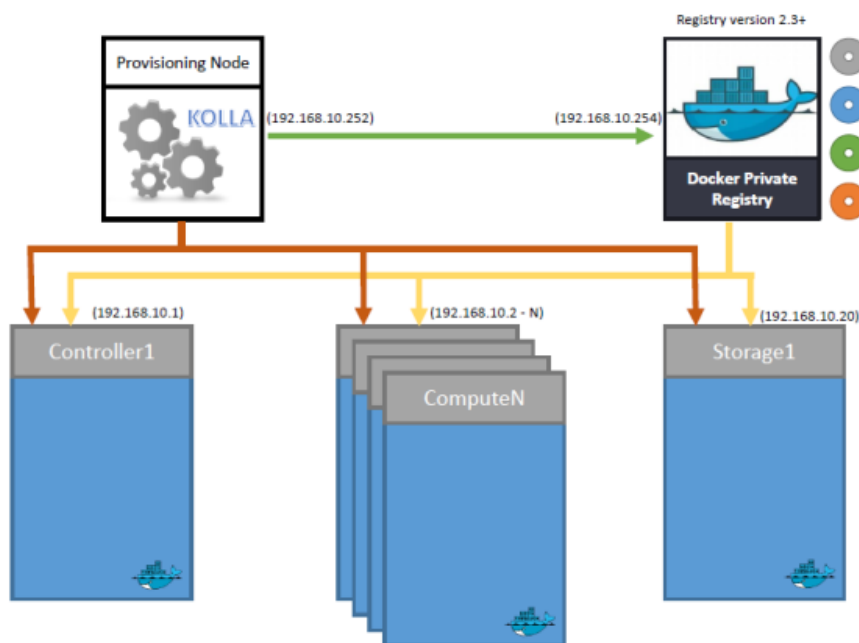 Registry version 2.3+
Provisioning Node
KOLLA
(192.168.10.252)
(192.168.10.254)
Docker Private
Registry
(192.168.10.1)
(192.168.10.2 - N)
(192.168.10.20)
Controller1
ComputeN
Storage1